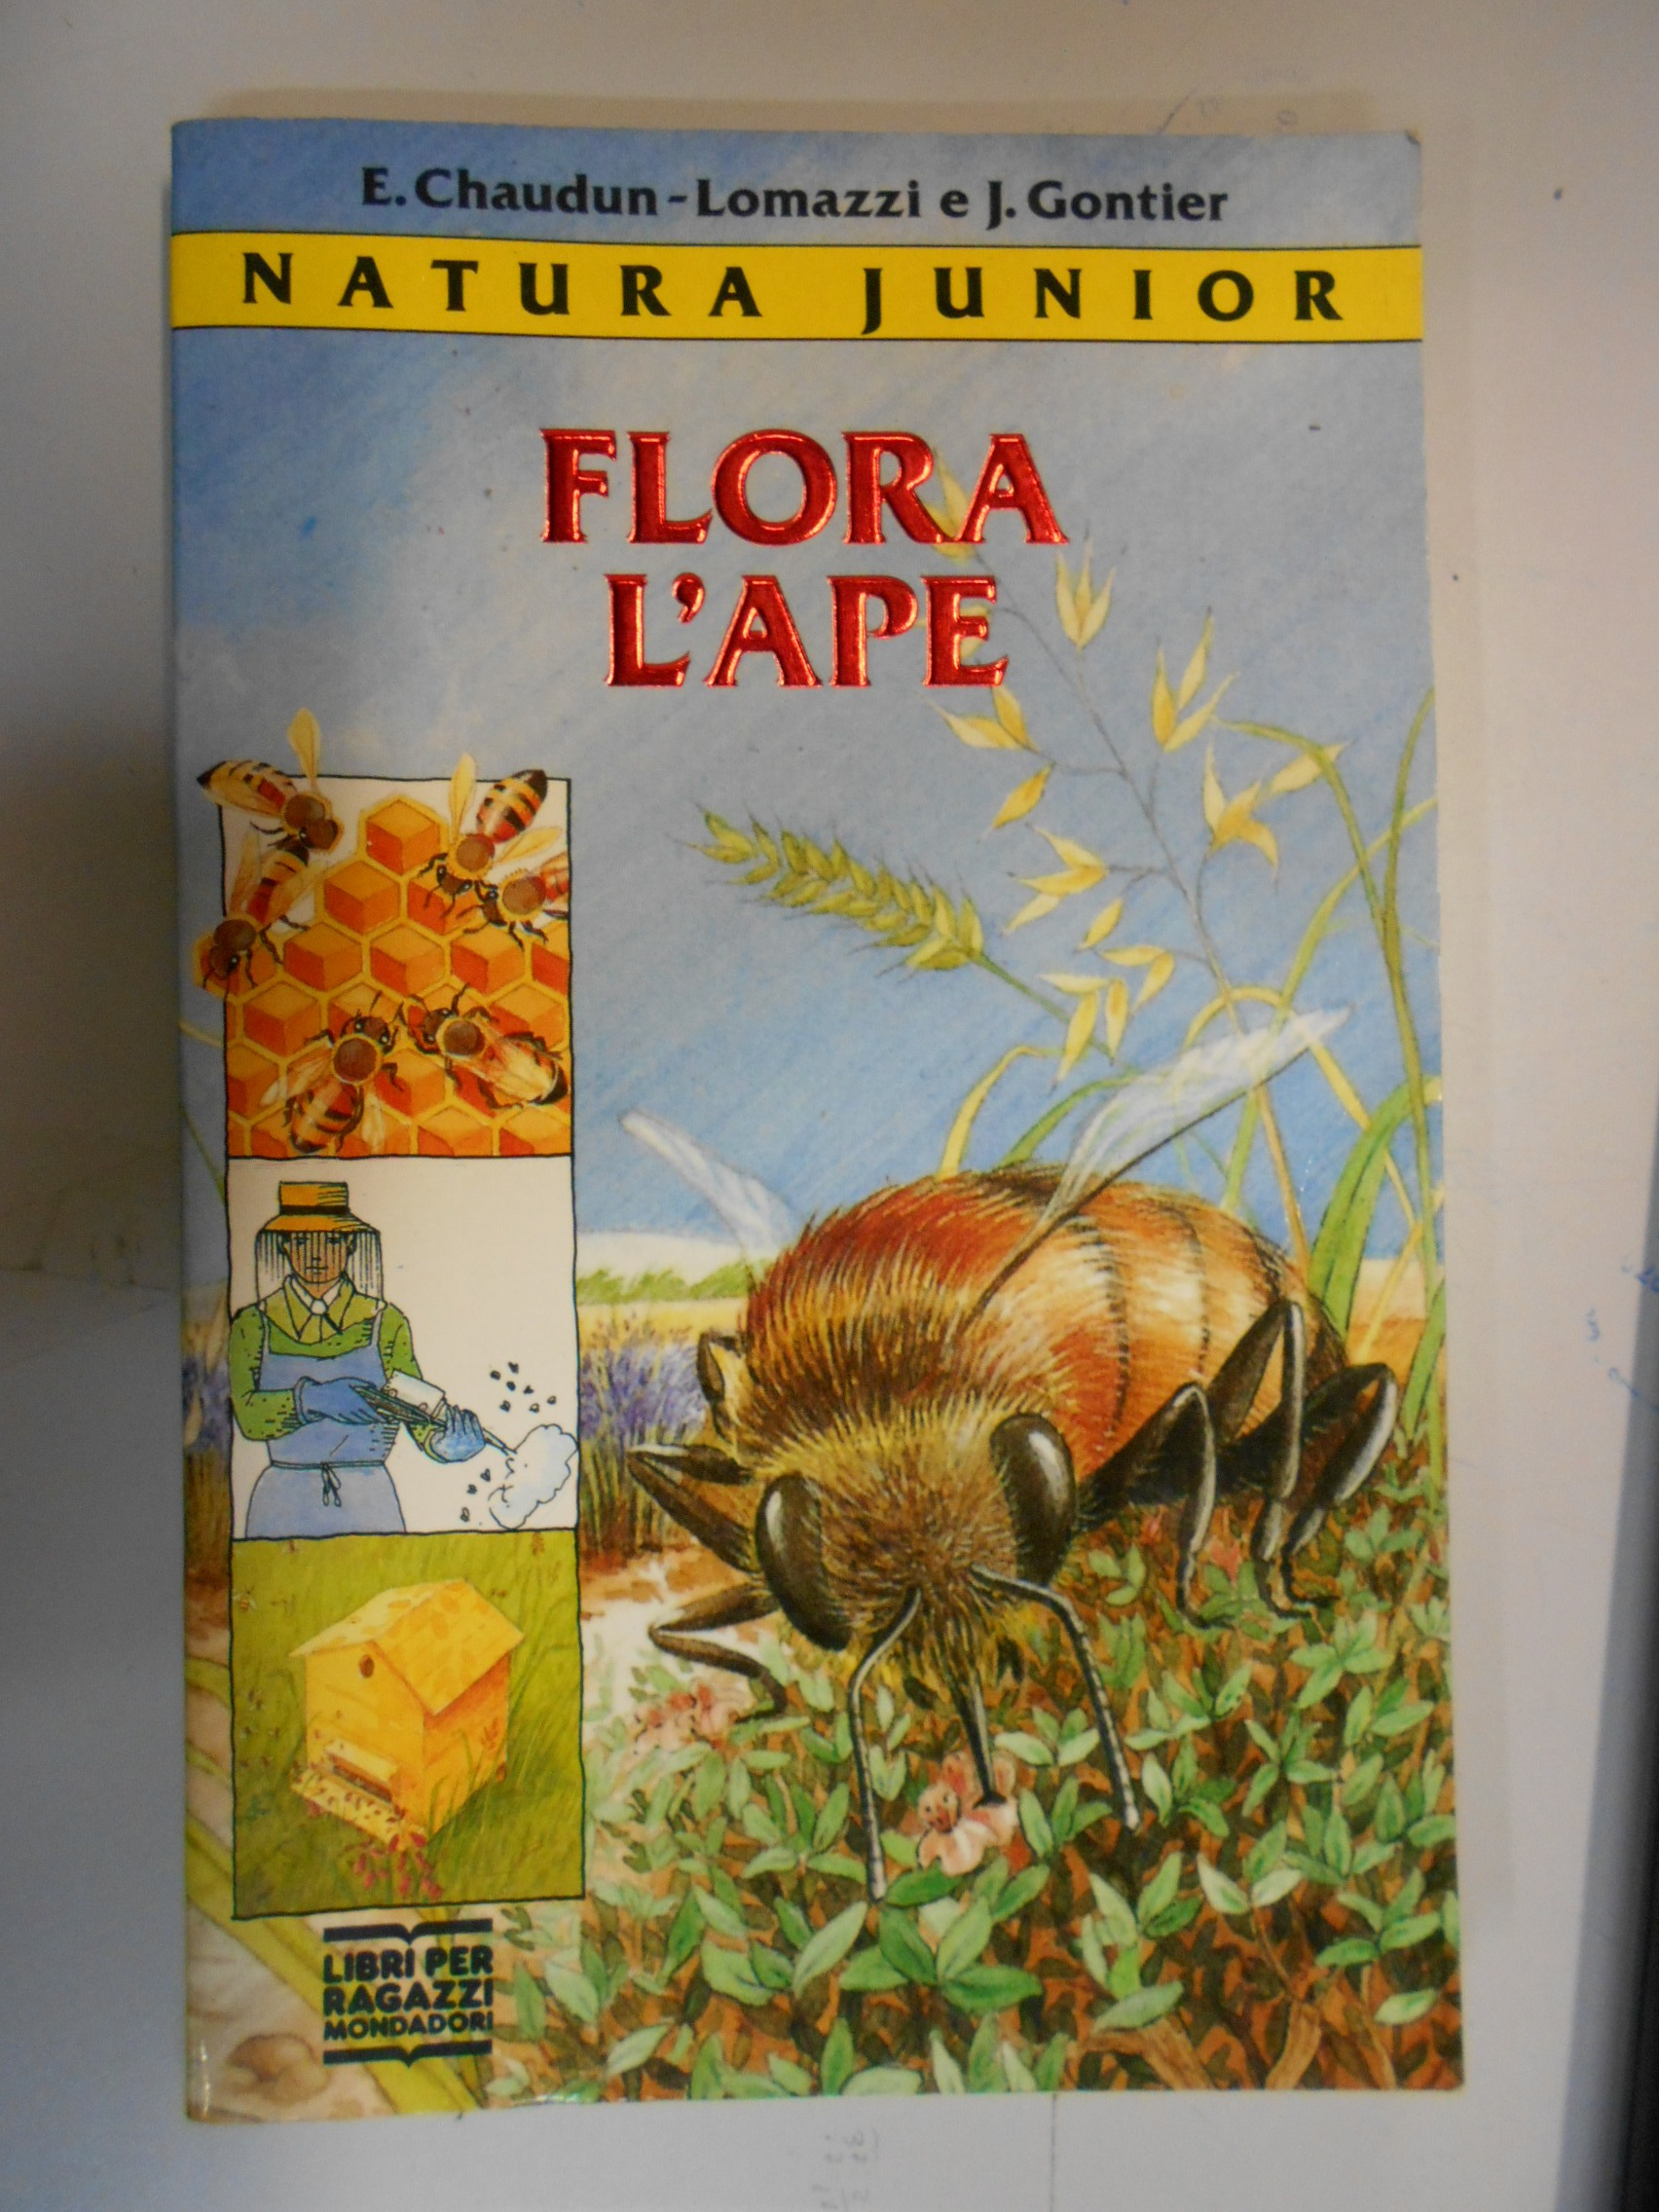 E. Chaudun-Lomazzi e J. Gontier
NATURA JUNIOR
FLORA
L'APE
LIBRI PER
RAGAZZI
MONDADORI